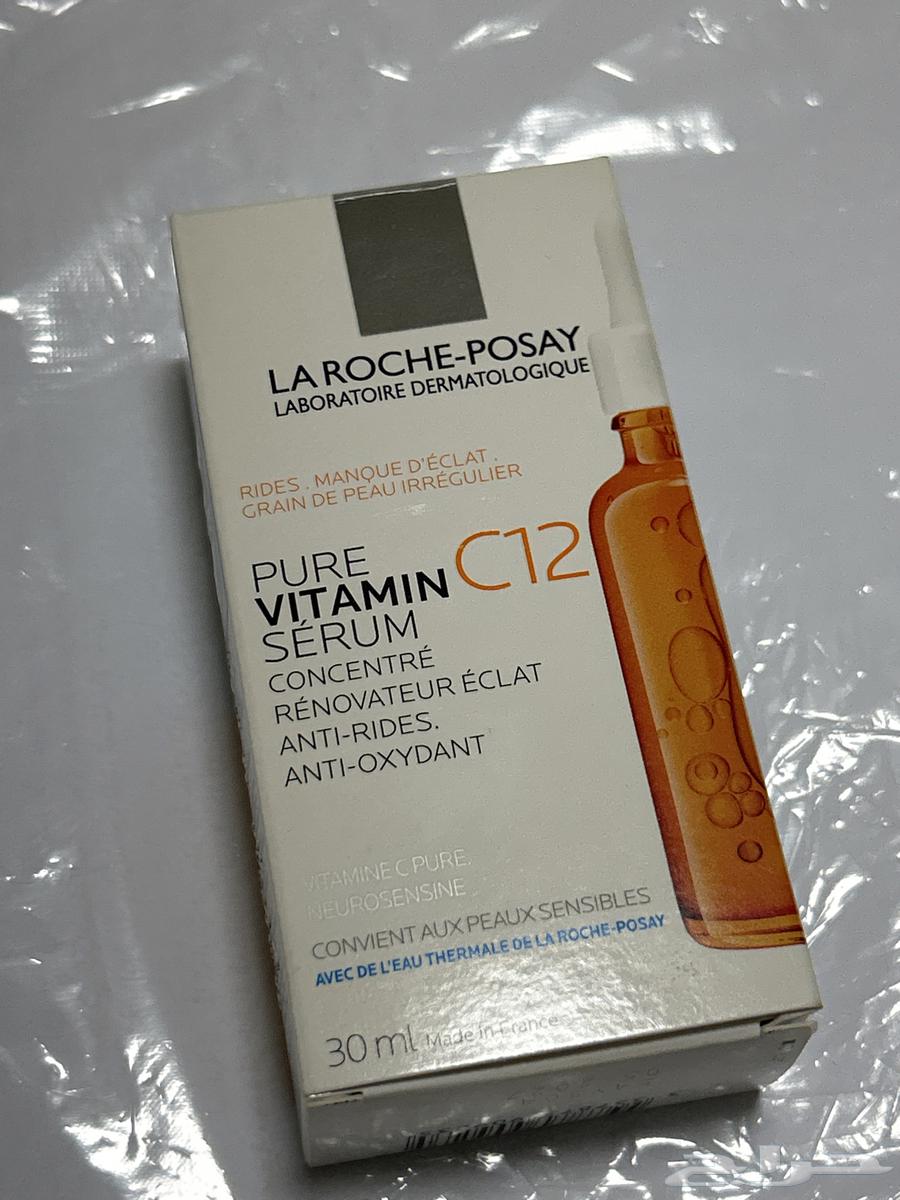 LA ROCHE-POSAY
LABORATOIRE DERMATOLOGIQUE
RIDES . MANQUE D'ÉCLAT .
GRAIN DE PEAU IRRÉGULIER
PURE
VITAMIN C12
SÉRUM
CONCENTRÉ
RÉNOVATEUR ÉCLAT
ANTI-RIDES.
ANTI-OXYDANT
VITAMINE C PURE.
NEUROSENSINE
CONVIENT AUX PEAUX SENSIBLES
AVEC DE L'EAU THERMALE DE LA ROCHE-POSAY
30 ml Made in France
حراج